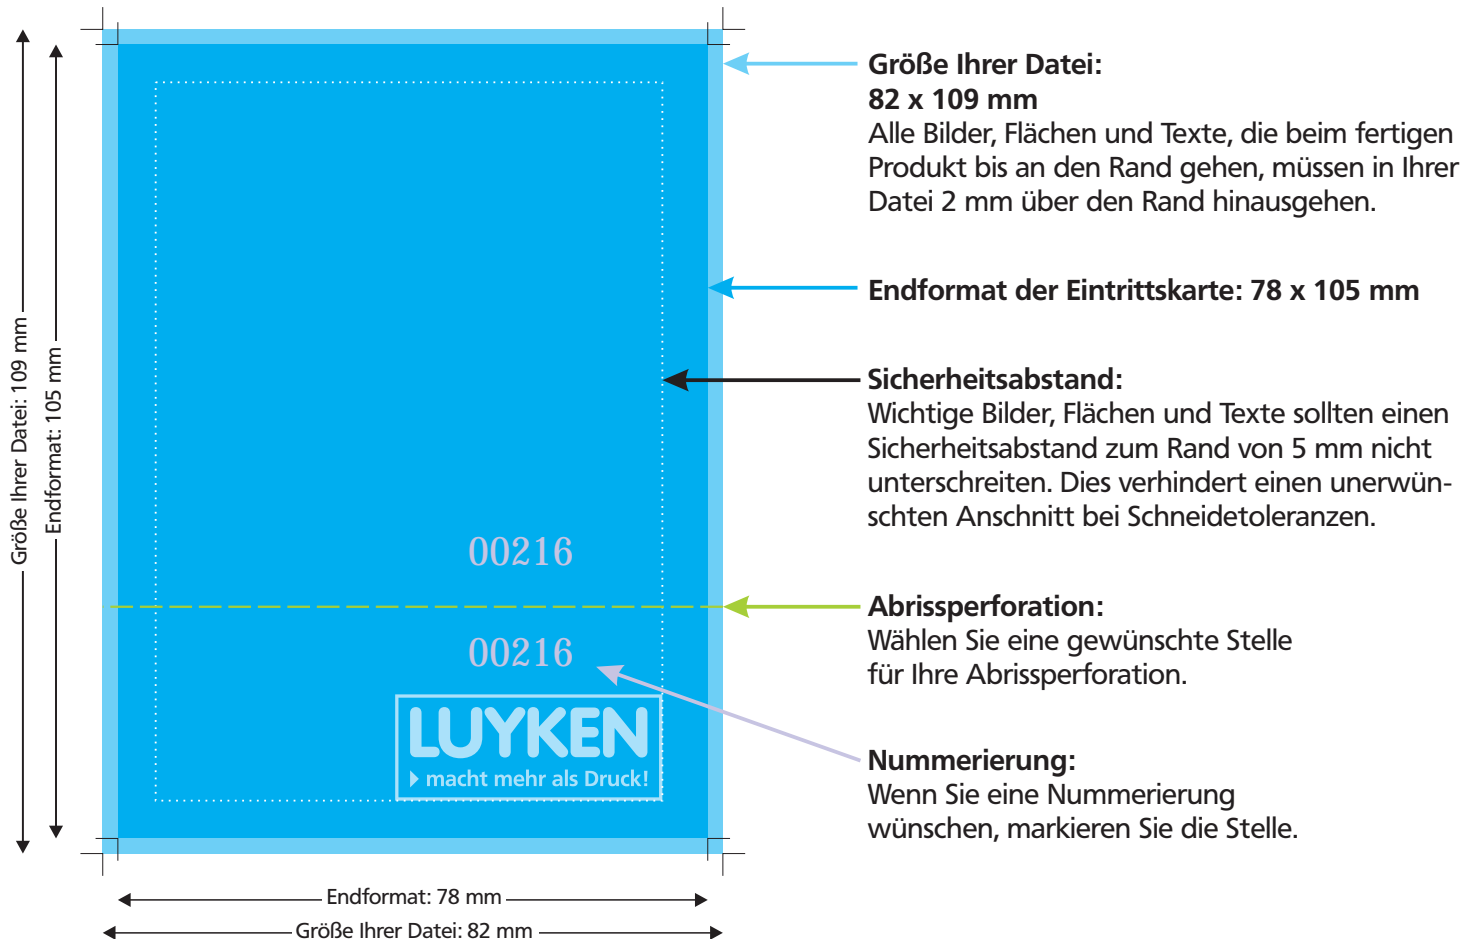 Größe Ihrer Datei: 109 mm
Endformat: 105 mm
00216
00216
LUYKEN
macht mehr als Druck!
Endformat: 78 mm
Größe Ihrer Datei: 82 mm
Größe Ihrer Datei:
82 x 109 mm
Alle Bilder, Flächen und Texte, die beim fertigen
Produkt bis an den Rand gehen, müssen in Ihrer
Datei 2 mm über den Rand hinausgehen.
Endformat der Eintrittskarte: 78 x 105 mm
Sicherheitsabstand:
Wichtige Bilder, Flächen und Texte sollten einen
Sicherheitsabstand zum Rand von 5 mm nicht
unterschreiten. Dies verhindert einen unerwün-
schten Anschnitt bei Schneidetoleranzen.
Abrissperforation:
Wählen Sie eine gewünschte Stelle
für Ihre Abrissperforation.
Nummerierung:
Wenn Sie eine Nummerierung
wünschen, markieren Sie die Stelle.